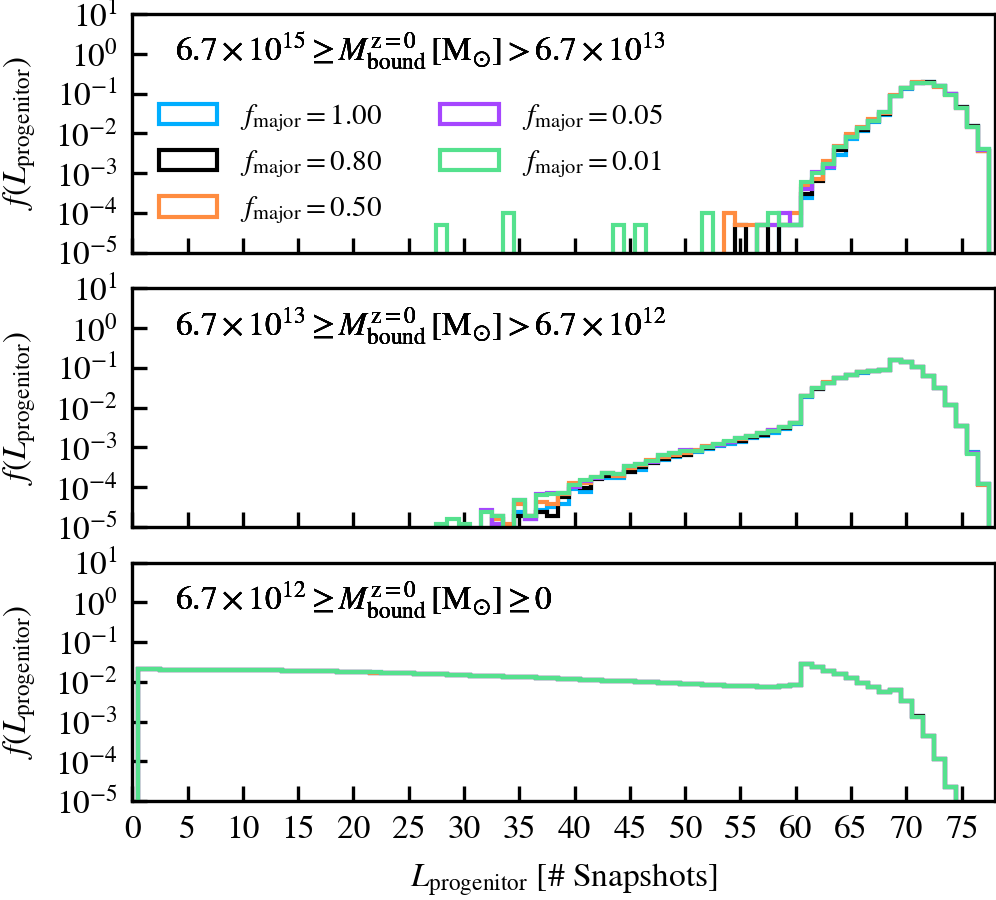 10^1
10^0
10^−1
10^−2
10^−3
10^−4
10^−5
f(L_progenitor)
6.7×10^15 ≥ M_bound^z=0 [M_⊙] > 6.7×10^13
f_major = 1.00
f_major = 0.80
f_major = 0.50
f_major = 0.05
f_major = 0.01
10^1
10^0
10^−1
10^−2
10^−3
10^−4
10^−5
f(L_progenitor)
6.7×10^13 ≥ M_bound^z=0 [M_⊙] > 6.7×10^12
10^1
10^0
10^−1
10^−2
10^−3
10^−4
10^−5
f(L_progenitor)
6.7×10^12 ≥ M_bound^z=0 [M_⊙] ≥ 0
0 5 10 15 20 25 30 35 40 45 50 55 60 65 70 75
L_progenitor [# Snapshots]